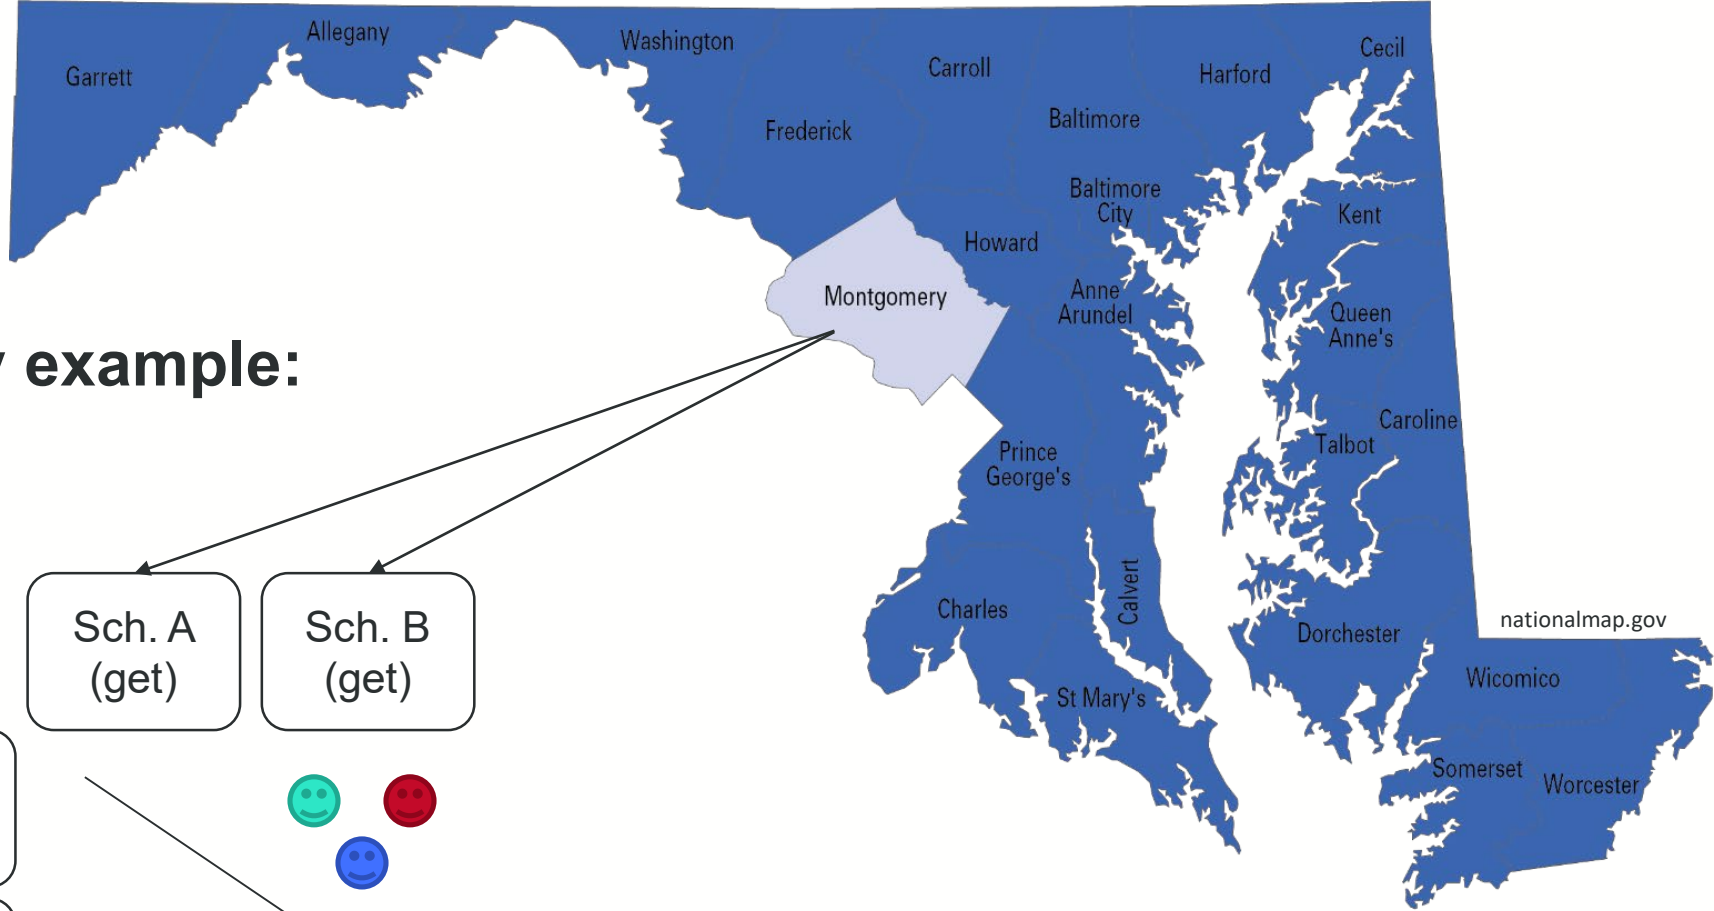 Garrett
Allegany
Washington
Frederick
Carroll
Baltimore
Harford
Cecil
Baltimore
City
Howard
Kent
Montgomery
Anne
Arundel
Queen
Anne's
example:
Caroline
Talbot
Prince
George's
Calvert
Charles
Sch. A
(get)
Sch. B
(get)
nationalmap.gov
Dorchester
Wicomico
St Mary's
Somerset
Worcester